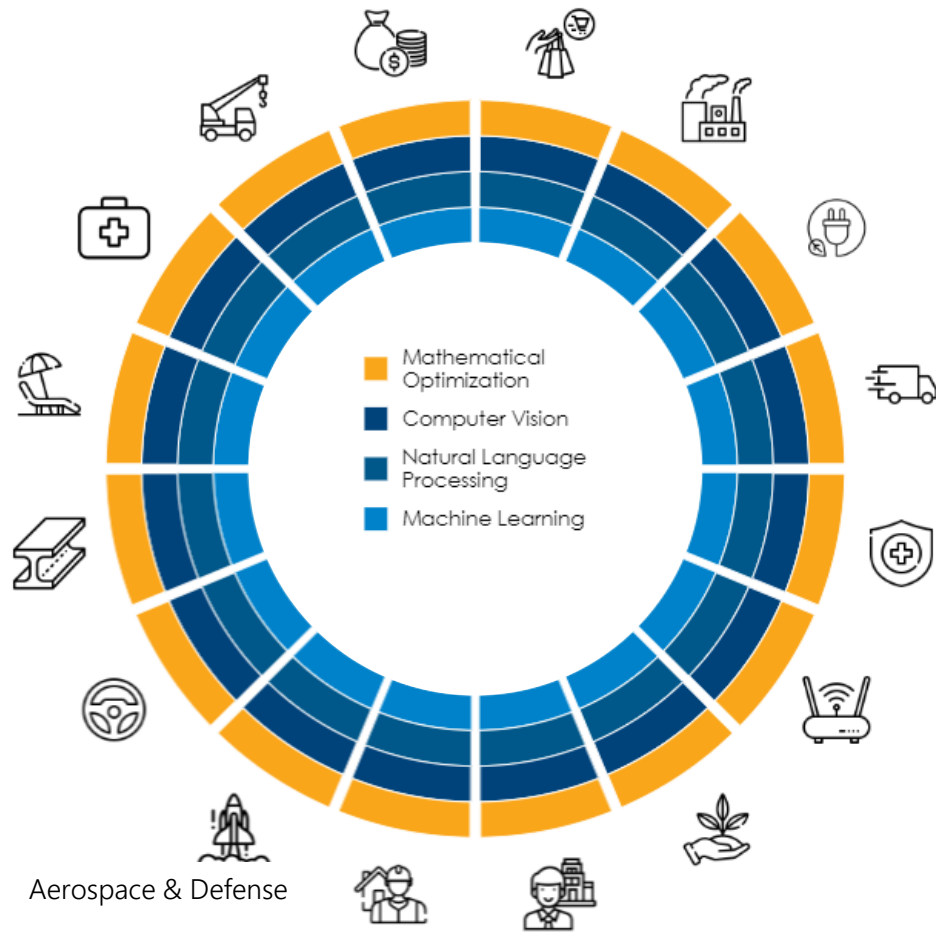 Mathematical
Optimization
Computer Vision
Natural Language
Processing
Machine Learning
Aerospace & Defense